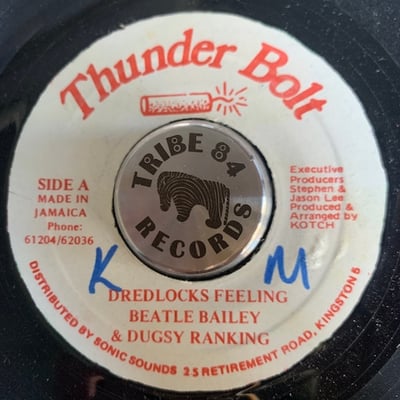 Thunder Bolt
TRIBE 84
RECORDS
SIDE A
MADE IN
JAMAICA
Phone:
61204/62036
Executive
Producers
Stephen &
Jason Lee
Produced &
Arranged by
KOTCH
K M
DREDLOCKS FEELING
BEATLE BAILEY
& DUGSY RANKING
DISTRIBUTED BY SONIC SOUNDS 25 RETIREMENT ROAD, KINGSTON 5